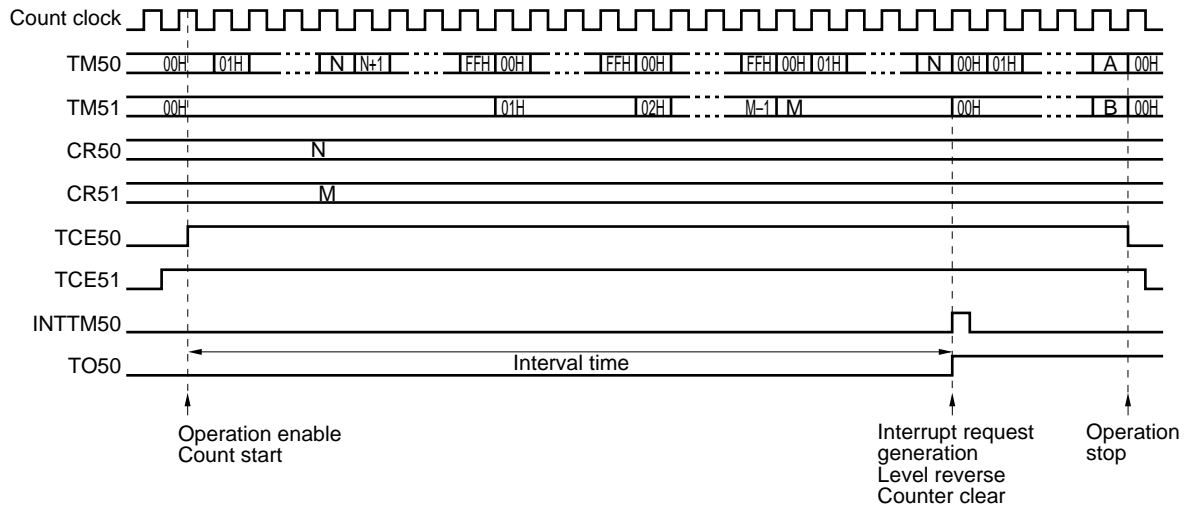 Count clock
TM50 00H 01H N N+1 FFH 00H FFH 00H FFH 00H 01H N 00H 01H A 00H
TM51 00H 01H 02H M–1 M 00H B 00H
CR50 N
CR51 M
TCE50
TCE51
INTTM50
Interval time
TO50
Operation enable
Count start
Interrupt request
generation
Level reverse
Counter clear
Operation
stop